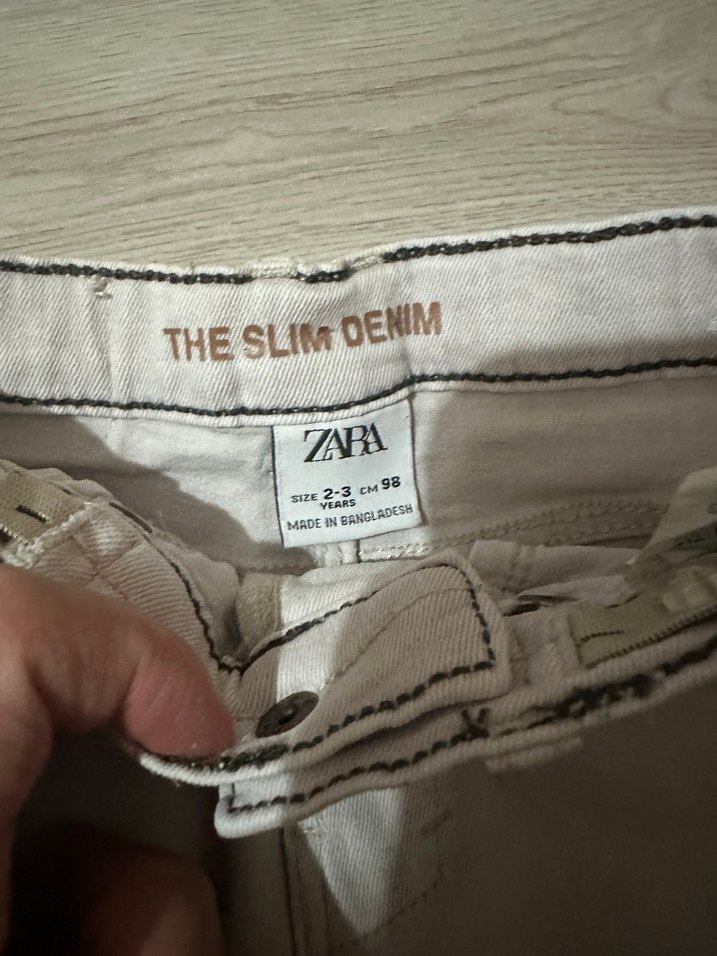 THE SLIM DENIM
ZARA
SIZE 2-3 CM 98
YEARS
MADE IN BANGLADESH